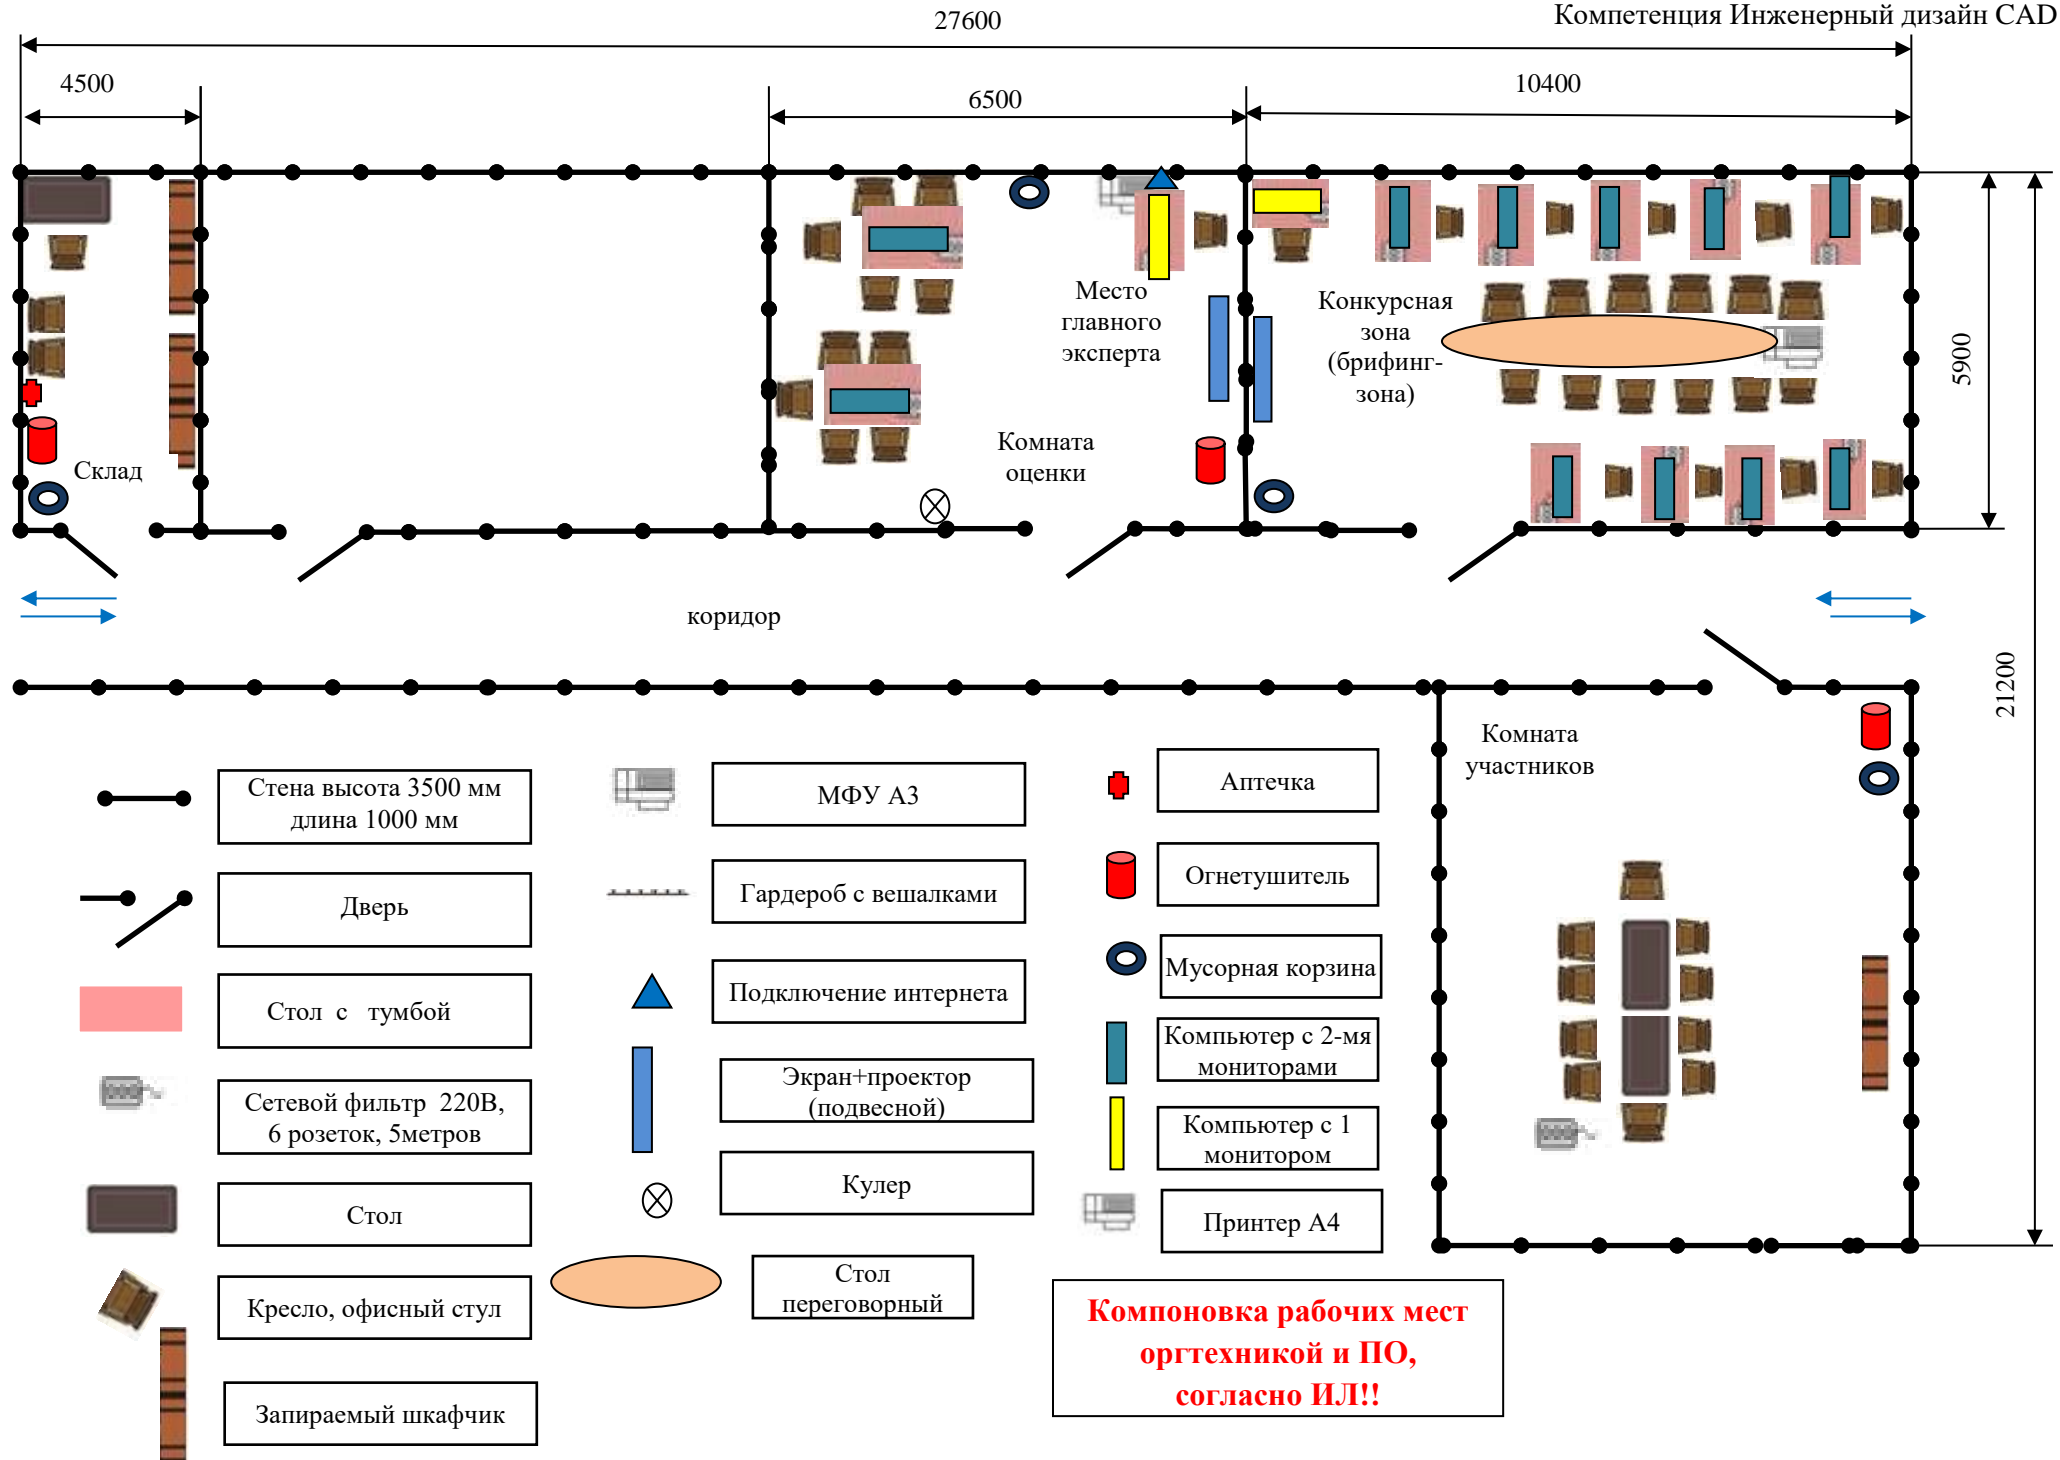 Компетенция Инженерный дизайн CAD
27600
4500
6500
10400
Место
главного
эксперта
Конкурсная
зона
(брифинг-
зона)
5900
Склад
Комната
оценки
коридор
21200
Комната
участников
Стена высота 3500 мм
длина 1000 мм
Дверь
Стол с тумбой
Сетевой фильтр 220В,
6 розеток, 5метров
Стол
Кресло, офисный стул
Запираемый шкафчик
МФУ А3
Гардероб с вешалками
Подключение интернета
Экран+проектор
(подвесной)
Кулер
Стол
переговорный
Аптечка
Огнетушитель
Мусорная корзина
Компьютер с 2-мя
мониторами
Компьютер с 1
монитором
Принтер А4
Компоновка рабочих мест
оргтехникой и ПО,
согласно ИЛ!!